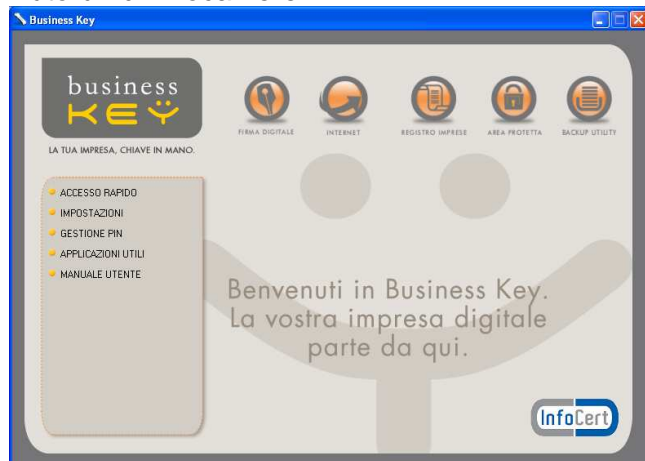 Business Key
business
KEY
LA TUA IMPRESA, CHIAVE IN MANO.
FIRMA DIGITALE
INTERNET
REGISTRO IMPRESE
AREA PROTETTA
BACKUP UTILITY
ACCESSO RAPIDO
IMPOSTAZIONI
GESTIONE PIN
APPLICAZIONI UTILI
MANUALE UTENTE
Benvenuti in Business Key.
La vostra impresa digitale
parte da qui.
InfoCert